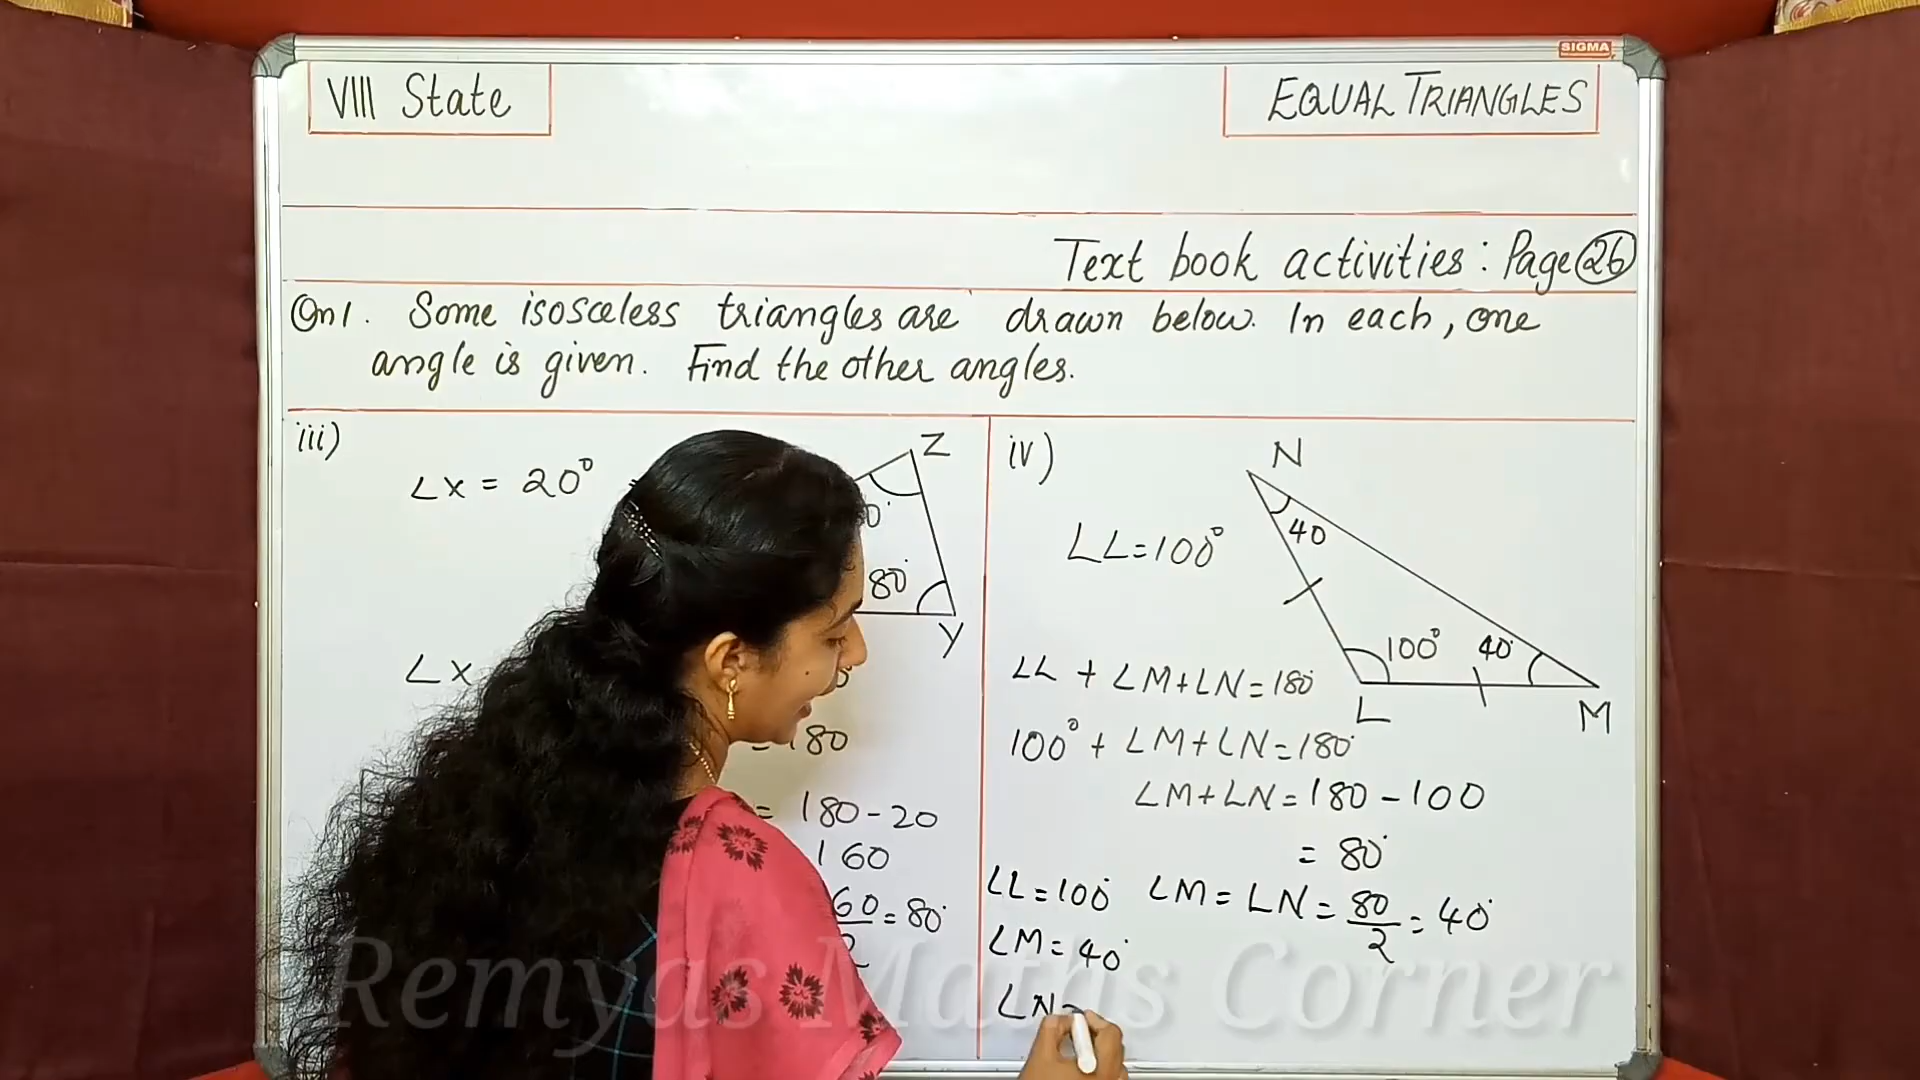 SIGMA
VIII State
EQUAL TRIANGLES
Text book activities : Page 26
Qn1. Some isosceless triangles are drawn below. In each, one
angle is given. Find the other angles.
iii)
∠X = 20°
Z
80°
Y
∠X
= 180
= 180 - 20
160
= 80°
2
iv)
N
40
∠L = 100°
100° 40°
L
M
∠L + ∠M + ∠N = 180°
100° + ∠M + ∠N = 180°
∠M + ∠N = 180 - 100
= 80°
∠L = 100° ∠M = ∠N = 80/2 = 40°
∠M = 40°
∠N =
Remyas Maths Corner